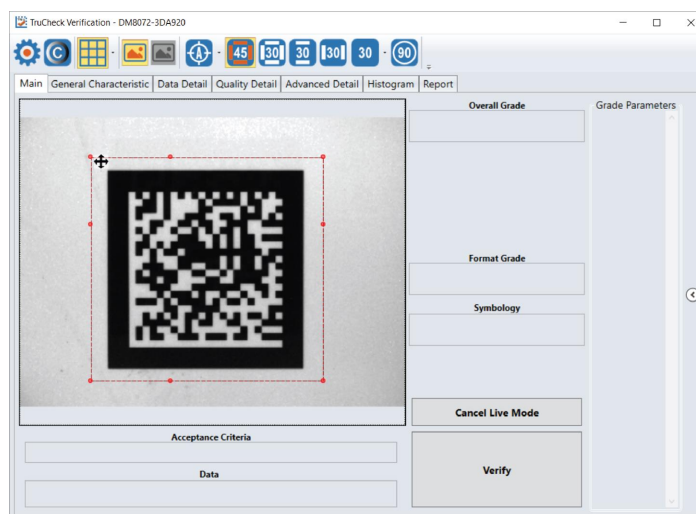 TruCheck Verification - DM8072-3DA920
45 30 30 30 30 90
Main General Characteristic Data Detail Quality Detail Advanced Detail Histogram Report
Overall Grade
Grade Parameters
Format Grade
Symbology
Cancel Live Mode
Acceptance Criteria
Verify
Data